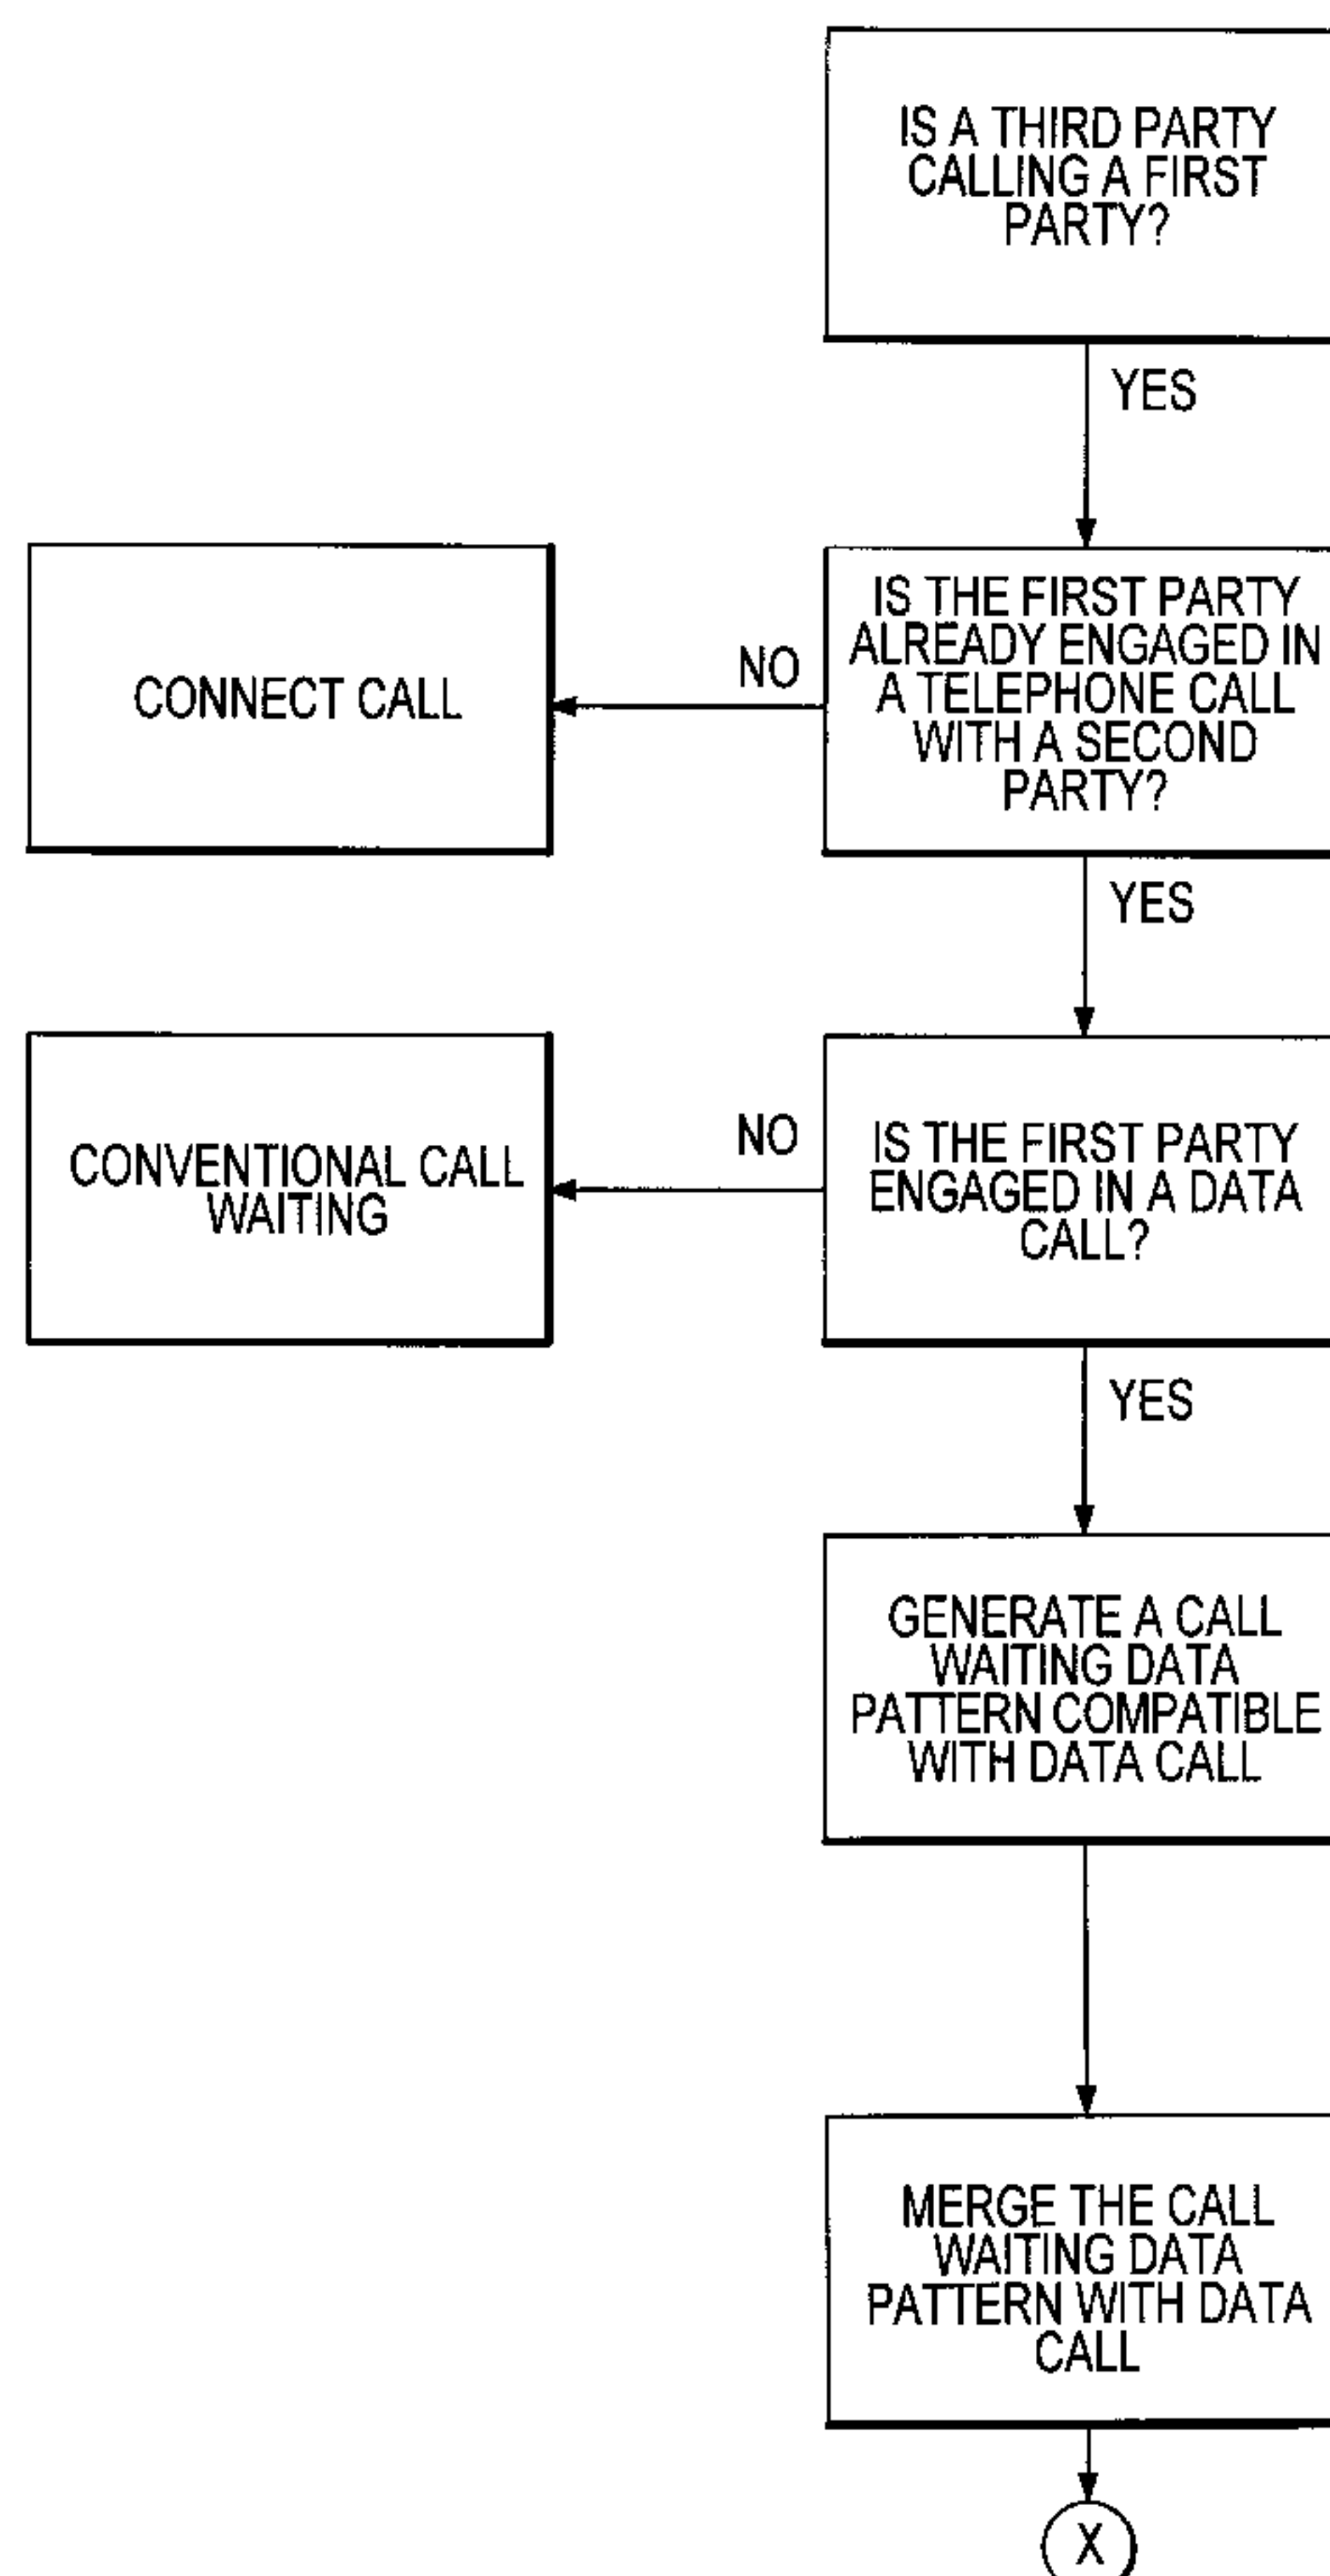 IS A THIRD PARTY
CALLING A FIRST
PARTY?
YES
IS THE FIRST PARTY
ALREADY ENGAGED IN
A TELEPHONE CALL
WITH A SECOND
PARTY?
NO
CONNECT CALL
YES
IS THE FIRST PARTY
ENGAGED IN A DATA
CALL?
NO
CONVENTIONAL CALL
WAITING
YES
GENERATE A CALL
WAITING DATA
PATTERN COMPATIBLE
WITH DATA CALL
MERGE THE CALL
WAITING DATA
PATTERN WITH DATA
CALL
X